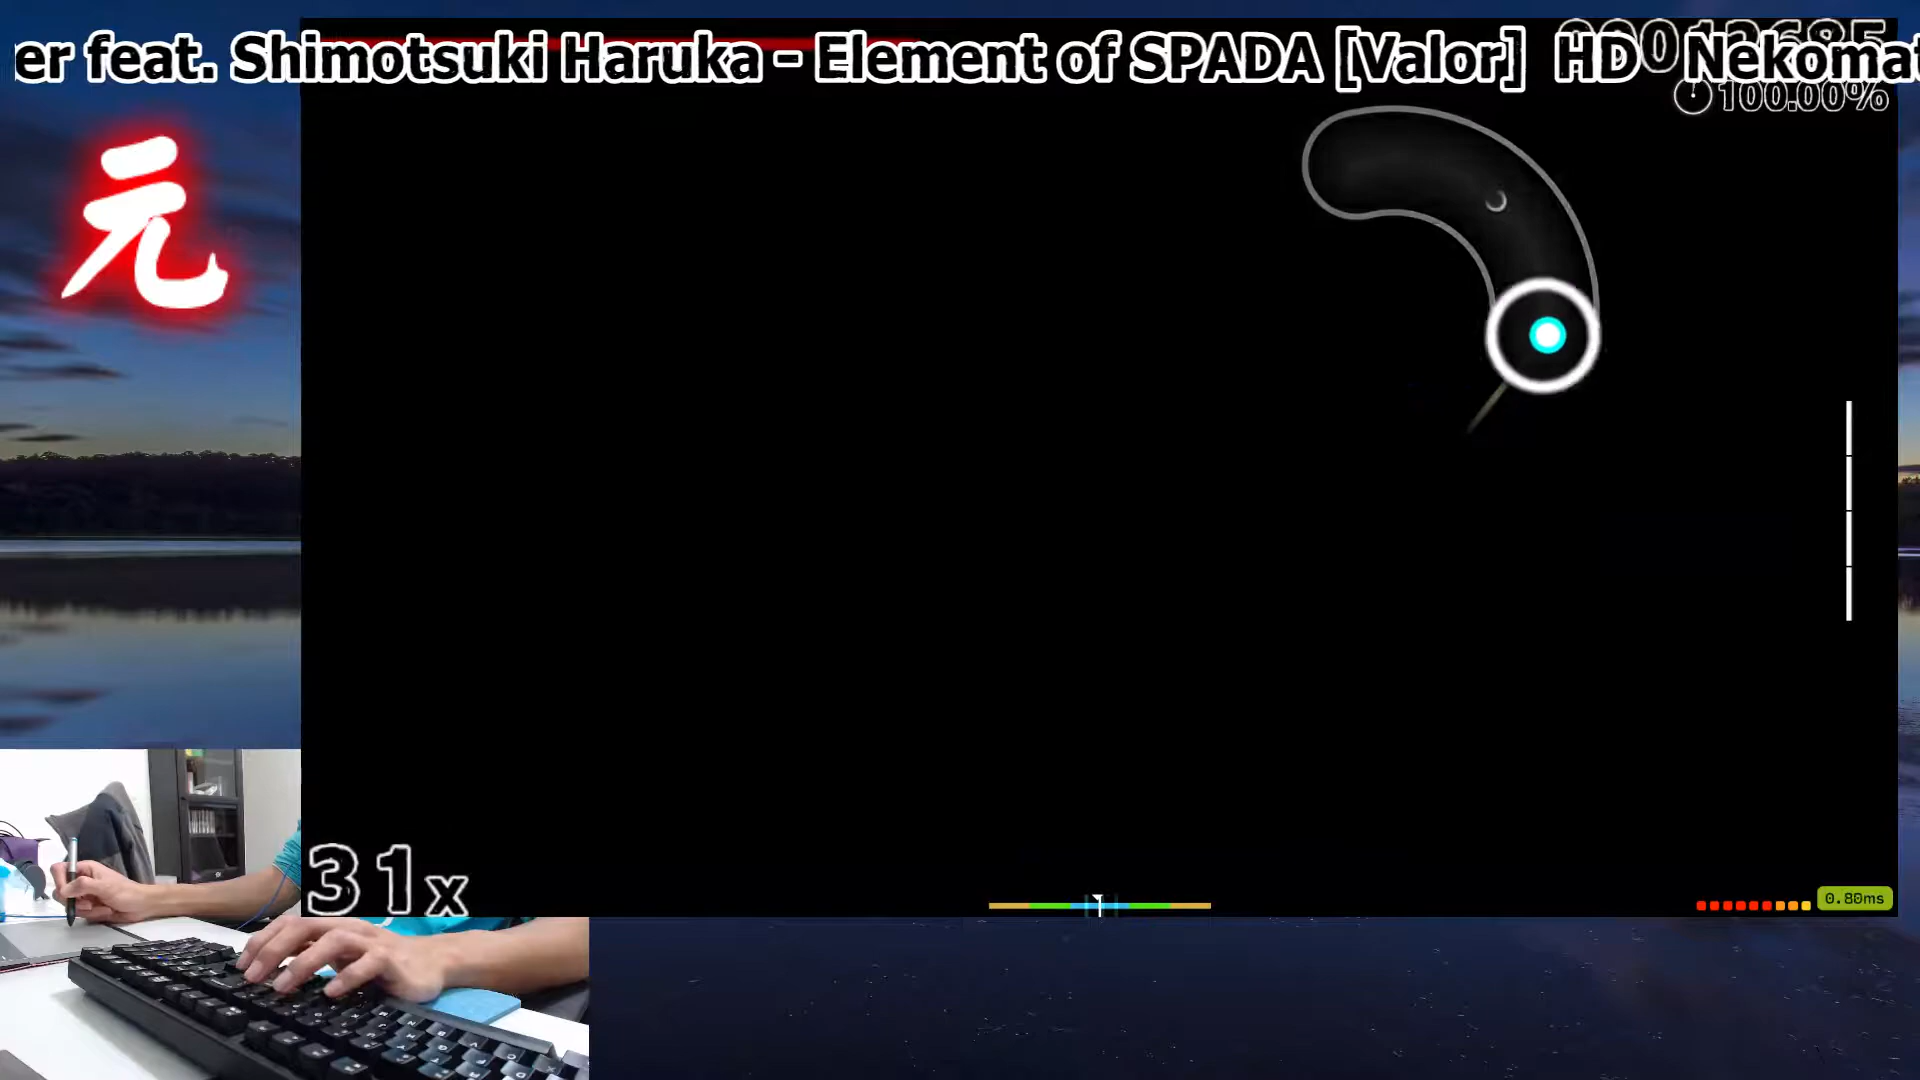 er feat. Shimotsuki Haruka - Element of SPADA [Valor] HD Nekomat
100.00%
元
31x
0.80ms